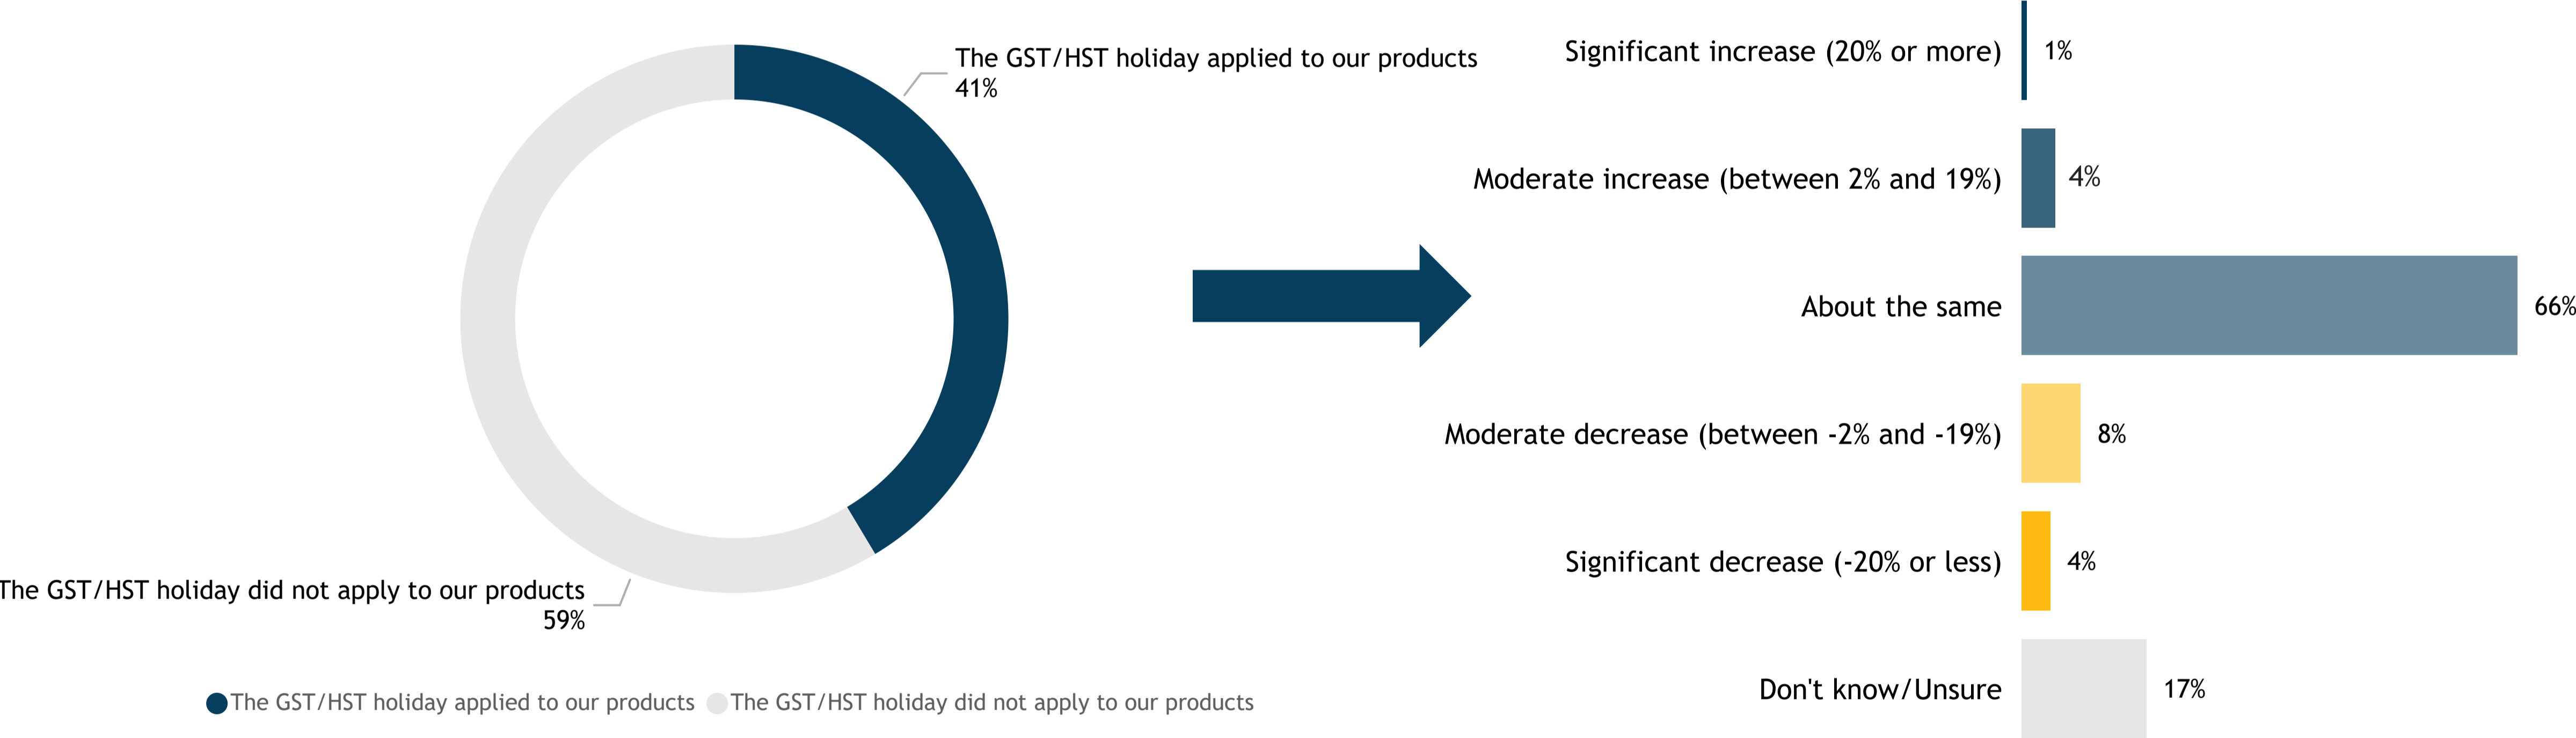 The GST/HST holiday applied to our products
41%
The GST/HST holiday did not apply to our products
59%
The GST/HST holiday applied to our products The GST/HST holiday did not apply to our products
Significant increase (20% or more) 1%
Moderate increase (between 2% and 19%) 4%
About the same 66%
Moderate decrease (between -2% and -19%) 8%
Significant decrease (-20% or less) 4%
Don't know/Unsure 17%